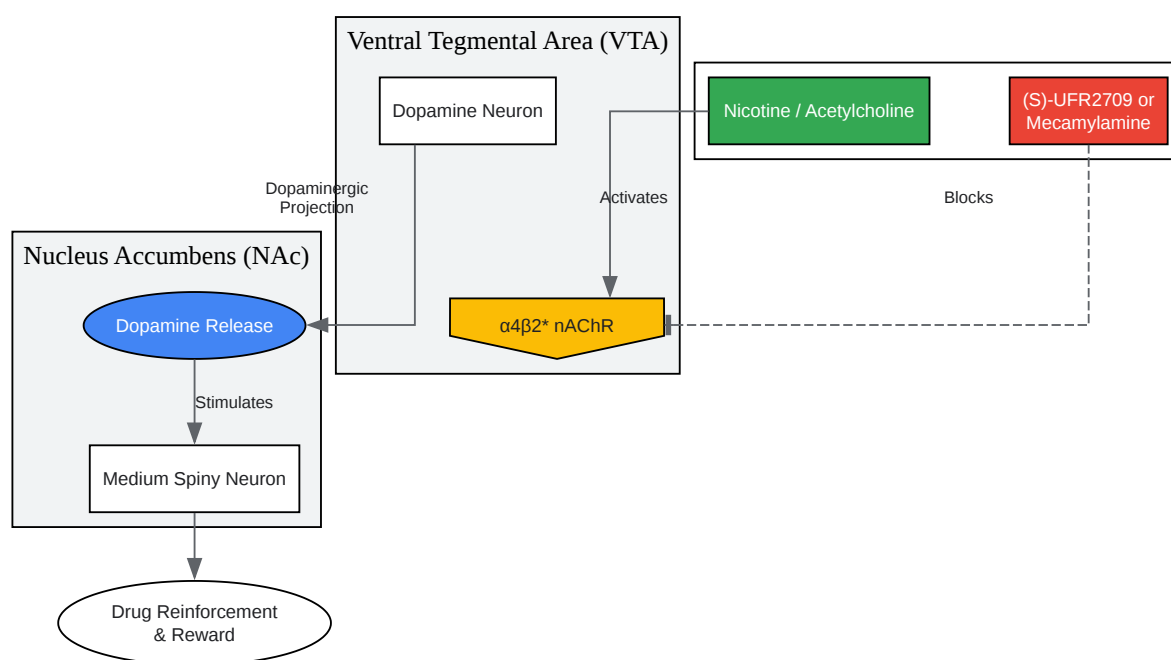 Ventral Tegmental Area (VTA)
Dopamine Neuron
Nicotine / Acetylcholine
(S)-UFR2709 or
Mecamylamine
Dopaminergic
Projection
Activates
Blocks
Nucleus Accumbens (NAc)
Dopamine Release
α4β2* nAChR
Stimulates
Medium Spiny Neuron
Drug Reinforcement
& Reward